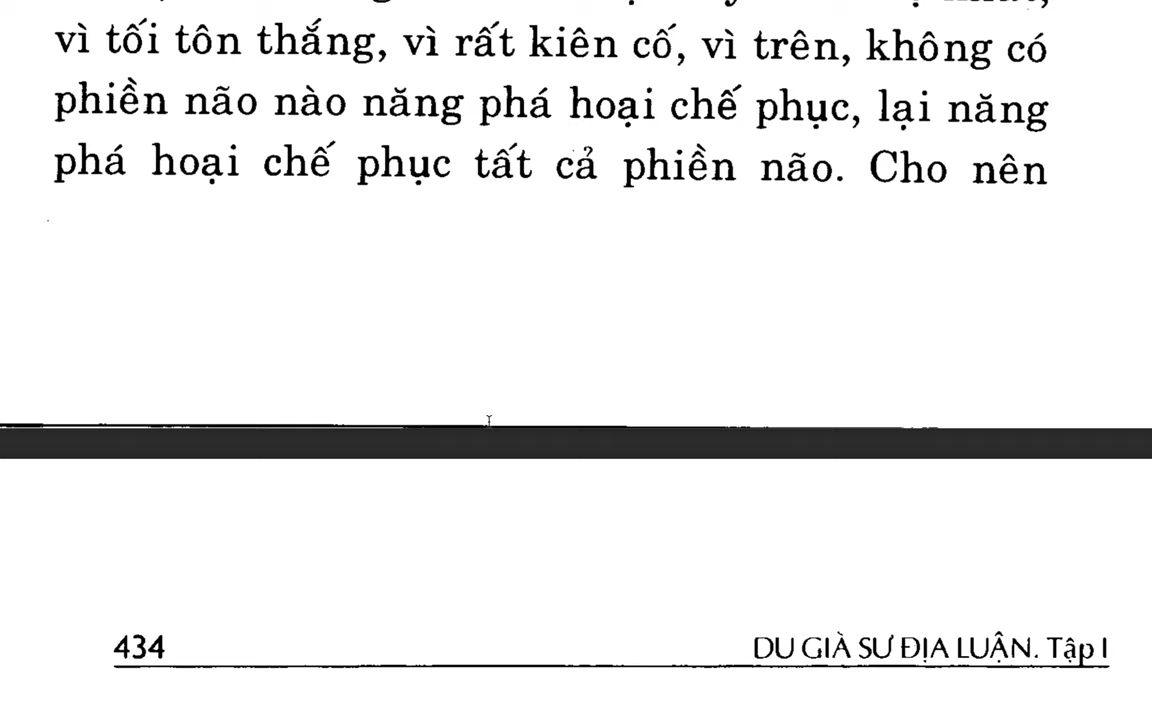 vì tối tôn thắng, vì rất kiên cố, vì trên, không có
phiền não nào năng phá hoại chế phục, lại năng
phá hoại chế phục tất cả phiền não. Cho nên
434 DU GIÀ SƯ ĐỊA LUẬN. Tập I